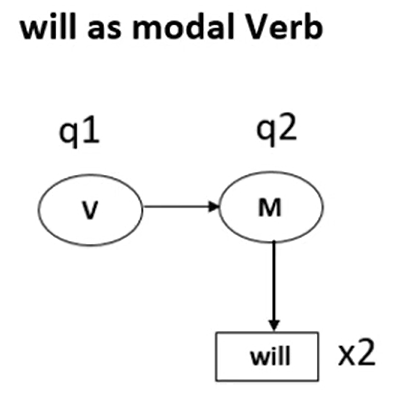 will as modal Verb
q1 q2
V M
will x2